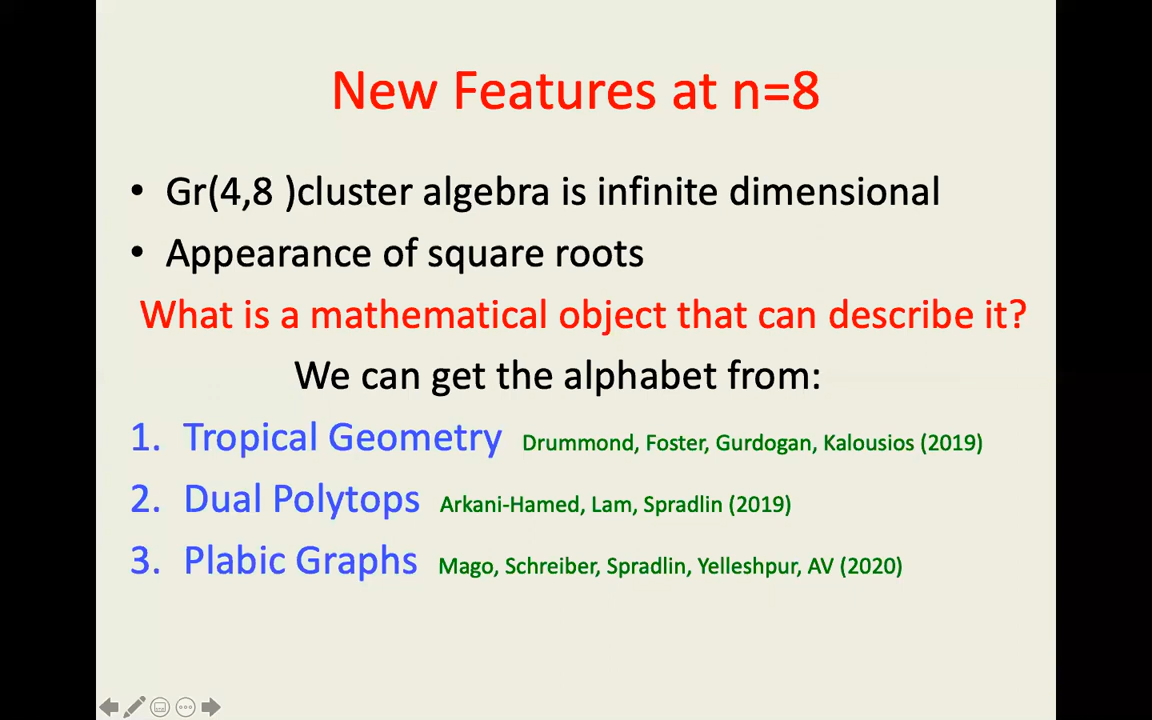 New Features at n=8
• Gr(4,8 )cluster algebra is infinite dimensional
• Appearance of square roots
What is a mathematical object that can describe it?
We can get the alphabet from:
1. Tropical Geometry Drummond, Foster, Gurdogan, Kalousios (2019)
2. Dual Polytops Arkani-Hamed, Lam, Spradlin (2019)
3. Plabic Graphs Mago, Schreiber, Spradlin, Yelleshpur, AV (2020)